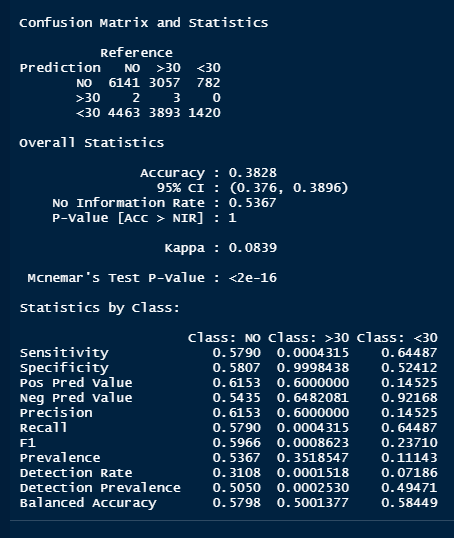 Confusion Matrix and Statistics
Reference
Prediction NO >30 <30
NO 6141 3057 782
>30 2 3 0
<30 4463 3893 1420
Overall Statistics
Accuracy : 0.3828
95% CI : (0.376, 0.3896)
No Information Rate : 0.5367
P-Value [Acc > NIR] : 1
Kappa : 0.0839
Mcnemar's Test P-Value : <2e-16
Statistics by Class:
Class: NO Class: >30 Class: <30
Sensitivity 0.5790 0.0004315 0.64487
Specificity 0.5807 0.9998438 0.52412
Pos Pred Value 0.6153 0.6000000 0.14525
Neg Pred Value 0.5435 0.6482081 0.92168
Precision 0.6153 0.6000000 0.14525
Recall 0.5790 0.0004315 0.64487
F1 0.5966 0.0008623 0.23710
Prevalence 0.5367 0.3518547 0.11143
Detection Rate 0.3108 0.0001518 0.07186
Detection Prevalence 0.5050 0.0002530 0.49471
Balanced Accuracy 0.5798 0.5001377 0.58449